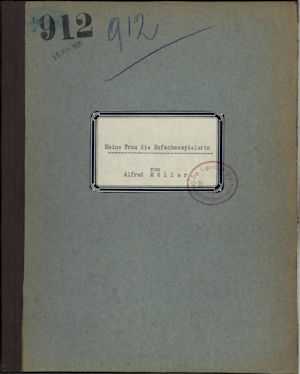 912
912
Meine Frau die Hofschauspielerin
von
Alfred Möller